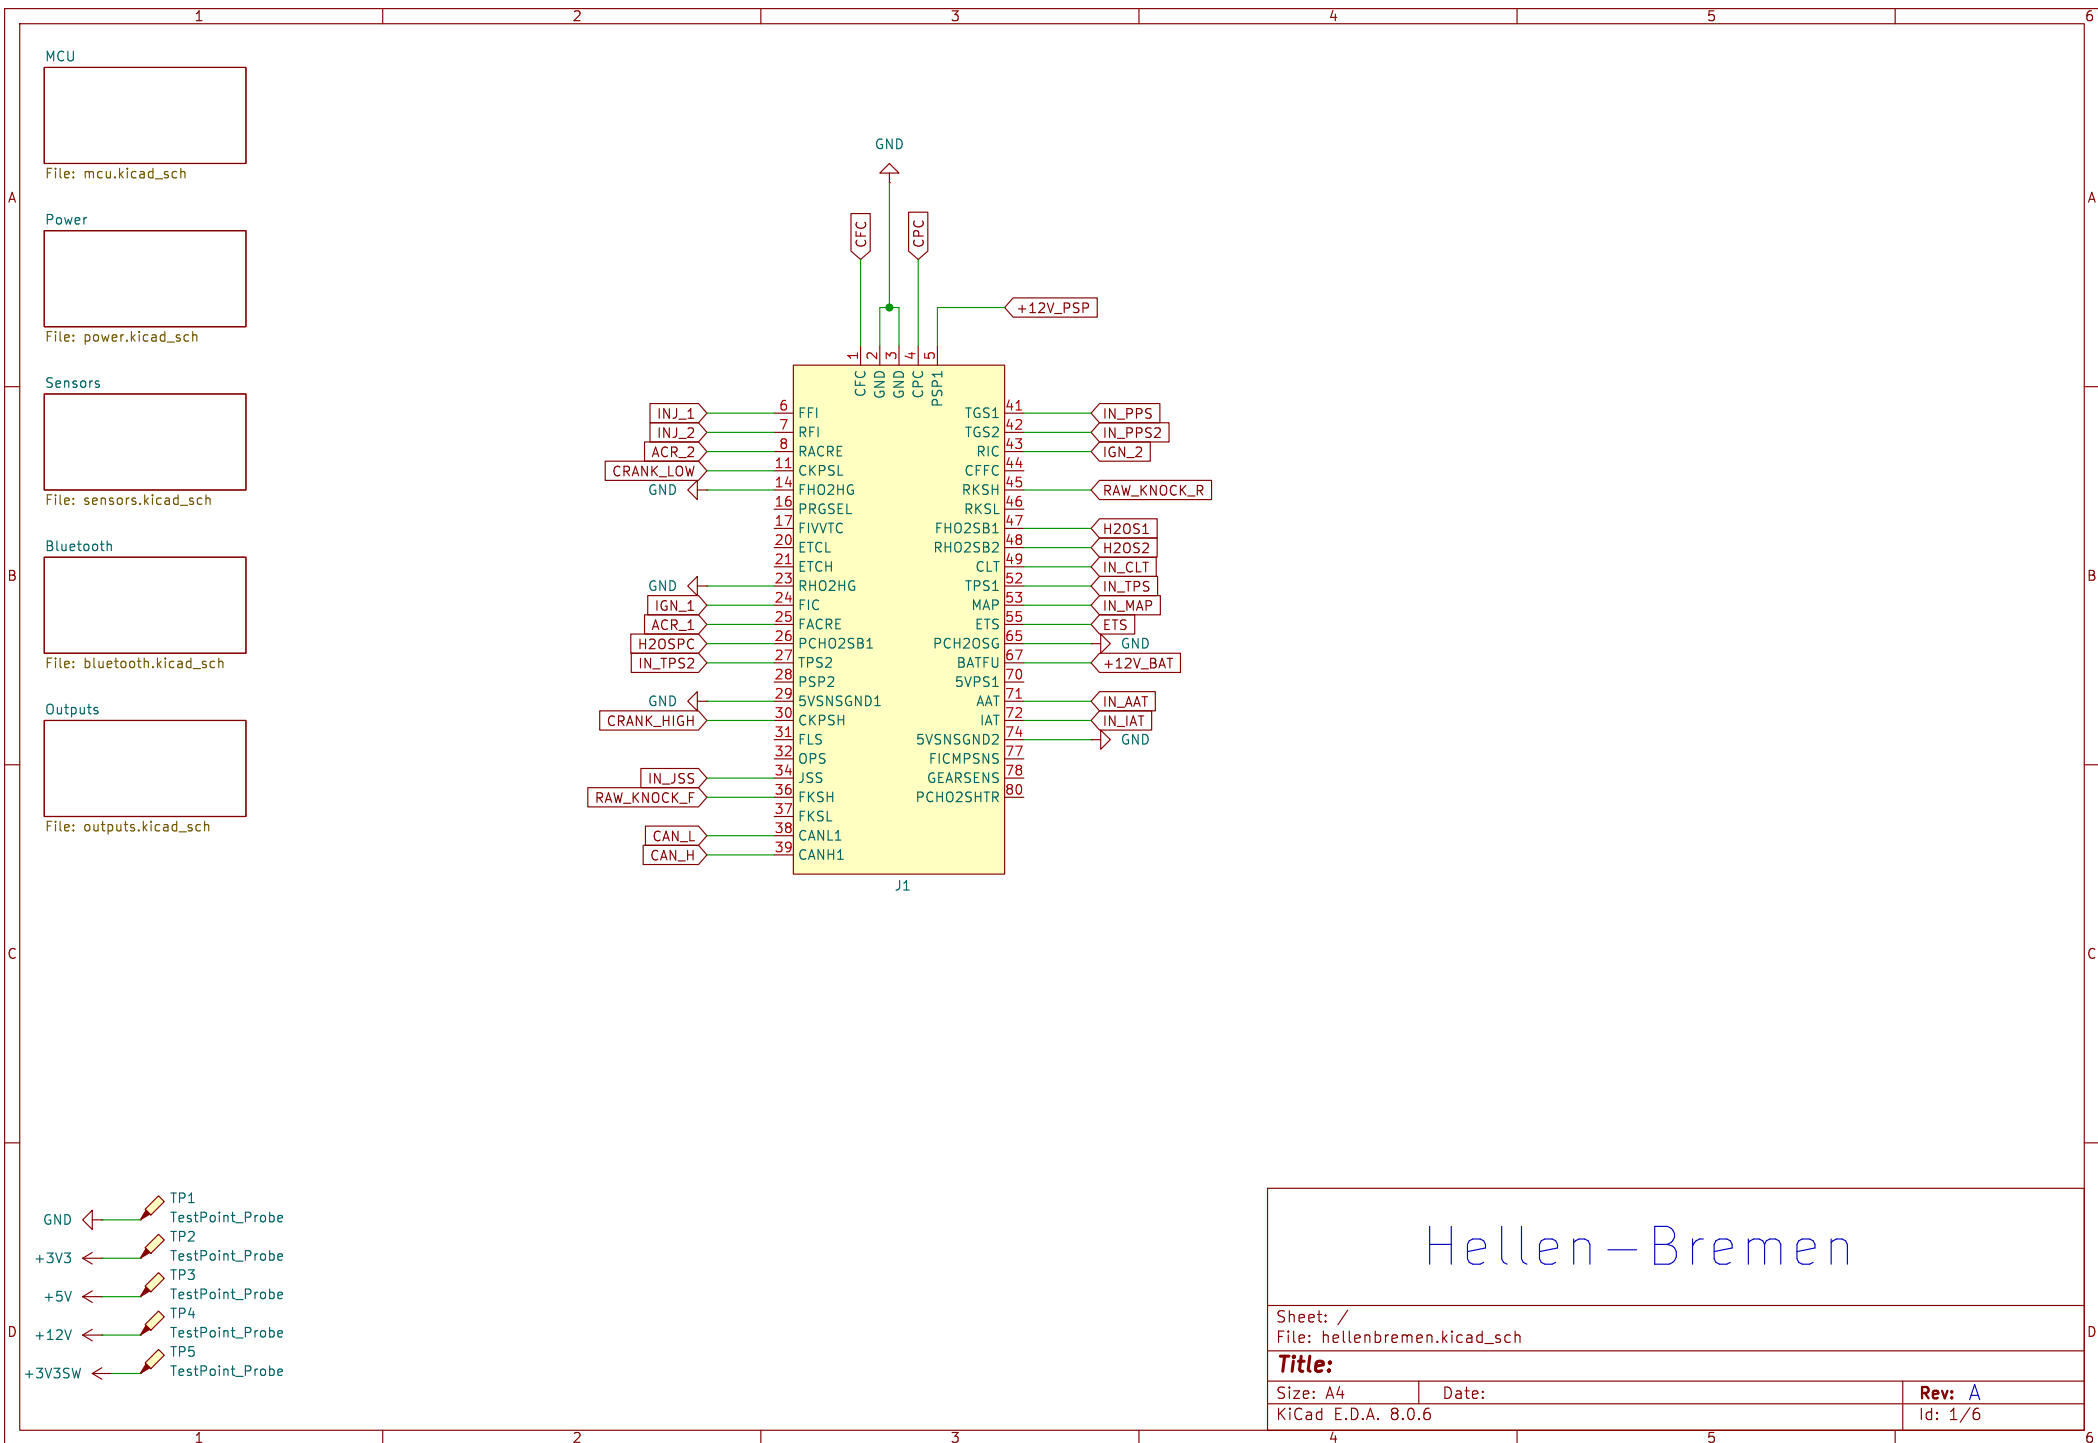 1 2 3 4 5 6
MCU
File: mcu.kicad_sch
Power
File: power.kicad_sch
Sensors
File: sensors.kicad_sch
Bluetooth
File: bluetooth.kicad_sch
Outputs
File: outputs.kicad_sch
A A
B B
C C
D D
GND
CFC CPC
+12V_PSP
1 2 3 4 5
CFC GND GND CPC PSP1
INJ_1 6 FFI TGS1 41 IN_PPS
INJ_2 7 RFI TGS2 42 IN_PPS2
ACR_2 8 RACRE RIC 43 IGN_2
CRANK_LOW 11 CKPSL CFFC 44
GND 14 FHO2HG RKSH 45 RAW_KNOCK_R
16 PRGSEL RKSL 46
17 FIVVTC FHO2SB1 47 H2OS1
20 ETCL RHO2SB2 48 H2OS2
21 ETCH CLT 49 IN_CLT
GND 23 RHO2HG TPS1 52 IN_TPS
IGN_1 24 FIC MAP 53 IN_MAP
ACR_1 25 FACRE ETS 55 ETS
H2OSPC 26 PCHO2SB1 PCH2OSG 65 GND
IN_TPS2 27 TPS2 BATFU 67 +12V_BAT
28 PSP2 5VPS1 70
GND 29 5VSNSGND1 AAT 71 IN_AAT
CRANK_HIGH 30 CKPSH IAT 72 IN_IAT
31 FLS 5VSNSGND2 74 GND
32 OPS FICMPSNS 77
IN_JSS 34 JSS GEARSENS 78
RAW_KNOCK_F 36 FKSH PCHO2SHTR 80
37 FKSL
CAN_L 38 CANL1
CAN_H 39 CANH1
J1
GND TP1
TestPoint_Probe
+3V3 TP2
TestPoint_Probe
+5V TP3
TestPoint_Probe
+12V TP4
TestPoint_Probe
+3V3SW TP5
TestPoint_Probe
Hellen-Bremen
Sheet: /
File: hellenbremen.kicad_sch
Title:
Size: A4 Date: Rev: A
KiCad E.D.A. 8.0.6 Id: 1/6
1 2 3 4 5 6